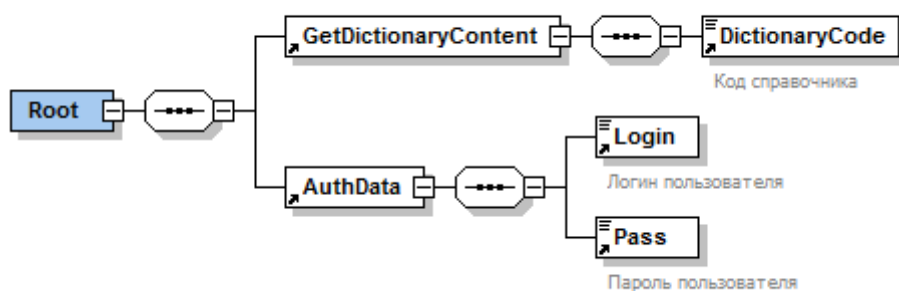 GetDictionaryContent
DictionaryCode
Код справочника
Root
Login
Логин пользователя
AuthData
Pass
Пароль пользователя